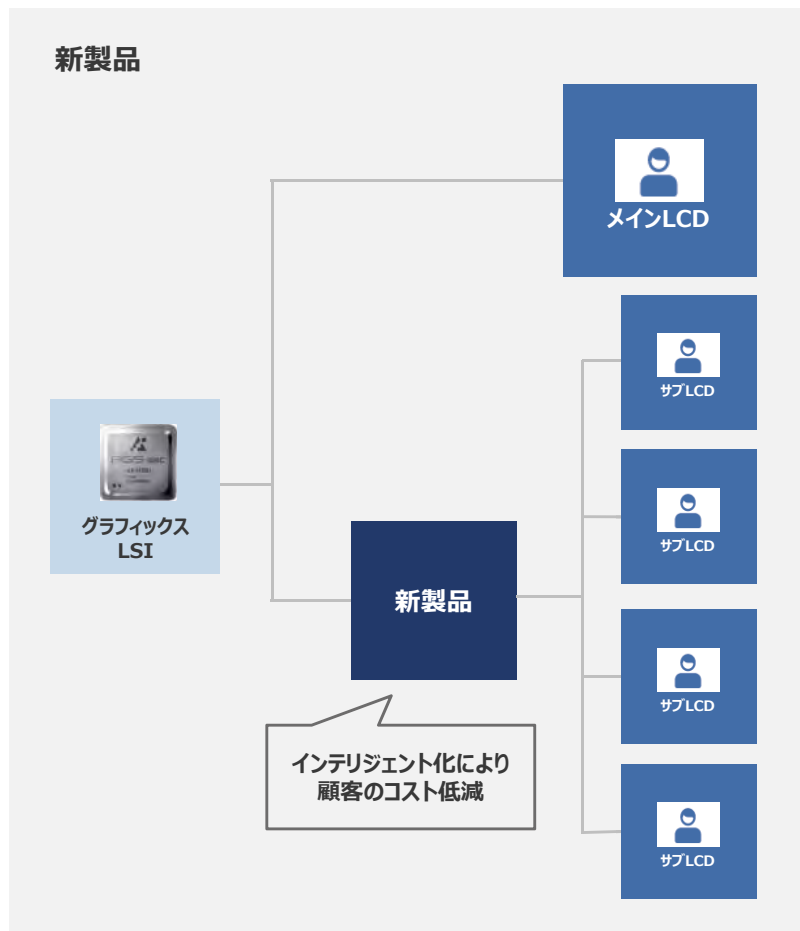 新製品
メインLCD
サブLCD
グラフィックス
LSI
サブLCD
新製品
サブLCD
インテリジェント化により
顧客のコスト低減
サブLCD